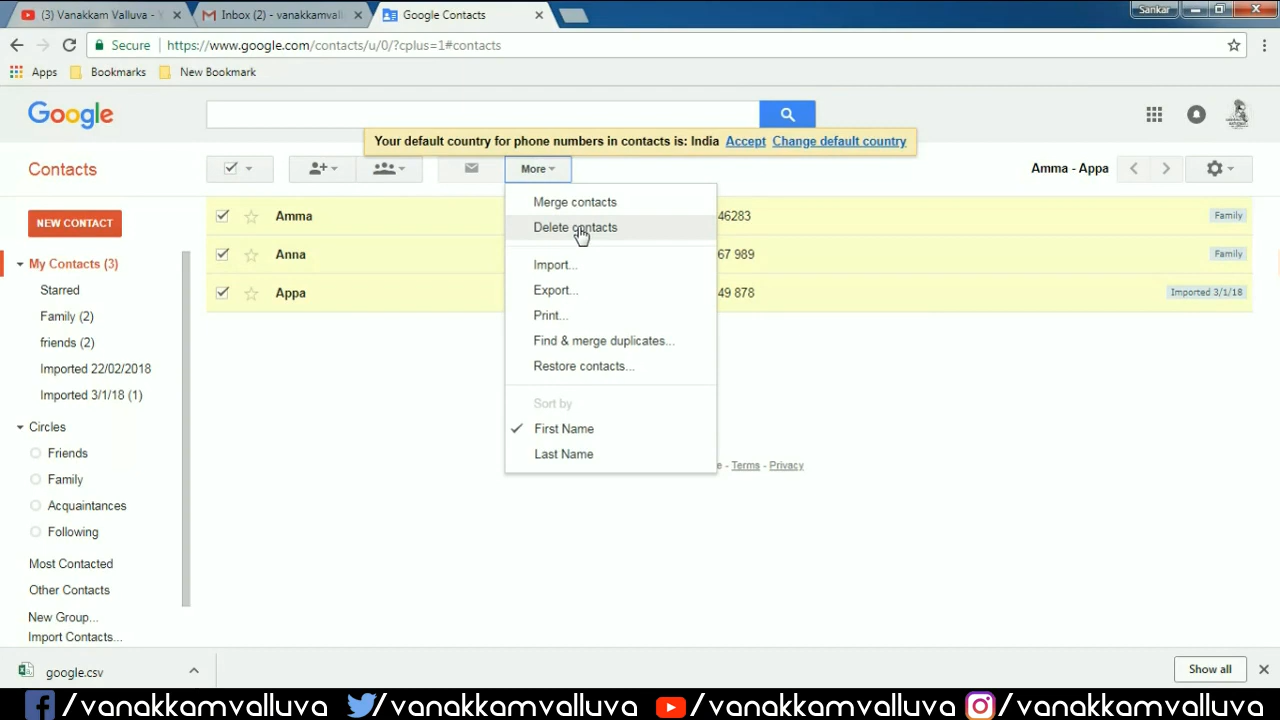 (3) Vanakkam Valluva - Y
Inbox (2) - vanakkamvall
Google Contacts
Sankar
Secure
https://www.google.com/contacts/u/0/?cplus=1#contacts
Apps
Bookmarks
New Bookmark
Google
Your default country for phone numbers in contacts is: India Accept Change default country
Contacts
More
Amma - Appa
NEW CONTACT
My Contacts (3)
Starred
Family (2)
friends (2)
Imported 22/02/2018
Imported 3/1/18 (1)
Circles
Friends
Family
Acquaintances
Following
Most Contacted
Other Contacts
New Group...
Import Contacts...
Amma 46283 Family
Anna 67 989 Family
Appa 49 878 Imported 3/1/18
Merge contacts
Delete contacts
Import...
Export...
Print...
Find & merge duplicates...
Restore contacts...
Sort by
First Name
Last Name
e - Terms - Privacy
google.csv
Show all
/vanakkamvalluva /vanakkamvalluva /vanakkamvalluva /vanakkamvalluva